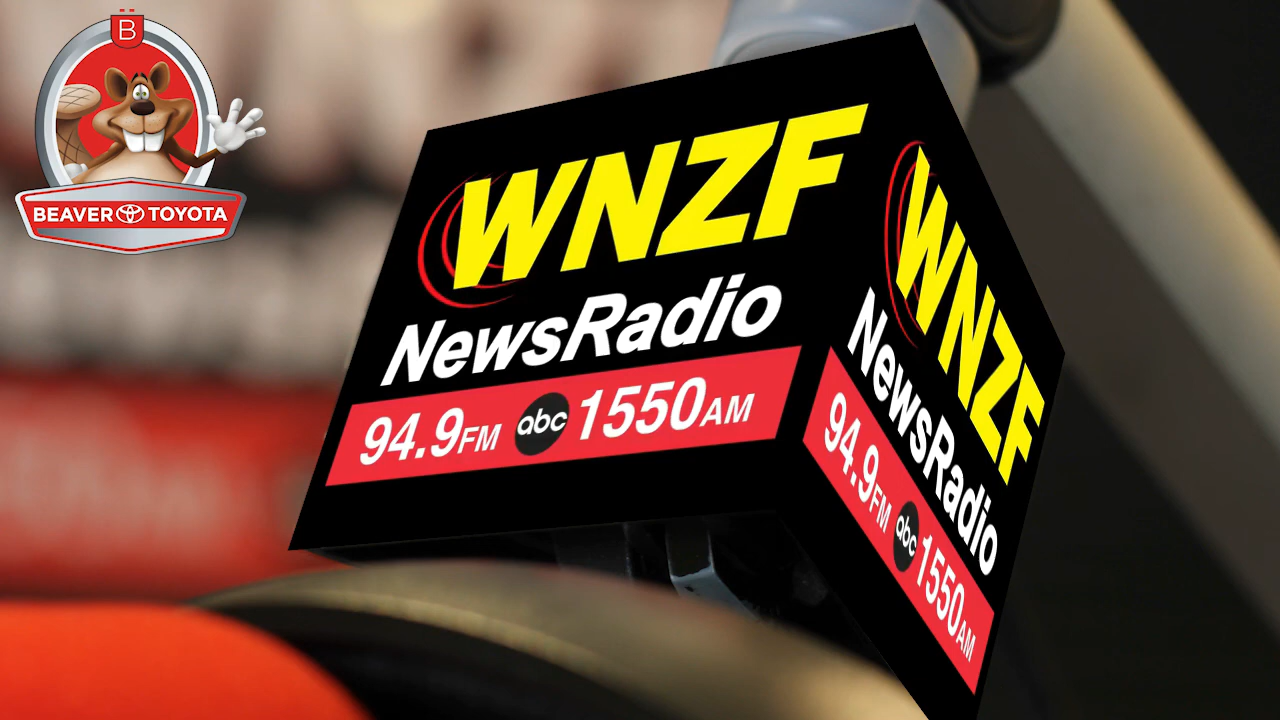 B
BEAVER TOYOTA
WNZF
NewsRadio
94.9FM abc 1550AM
WNZF
NewsRadio
94.9FM abc 1550AM